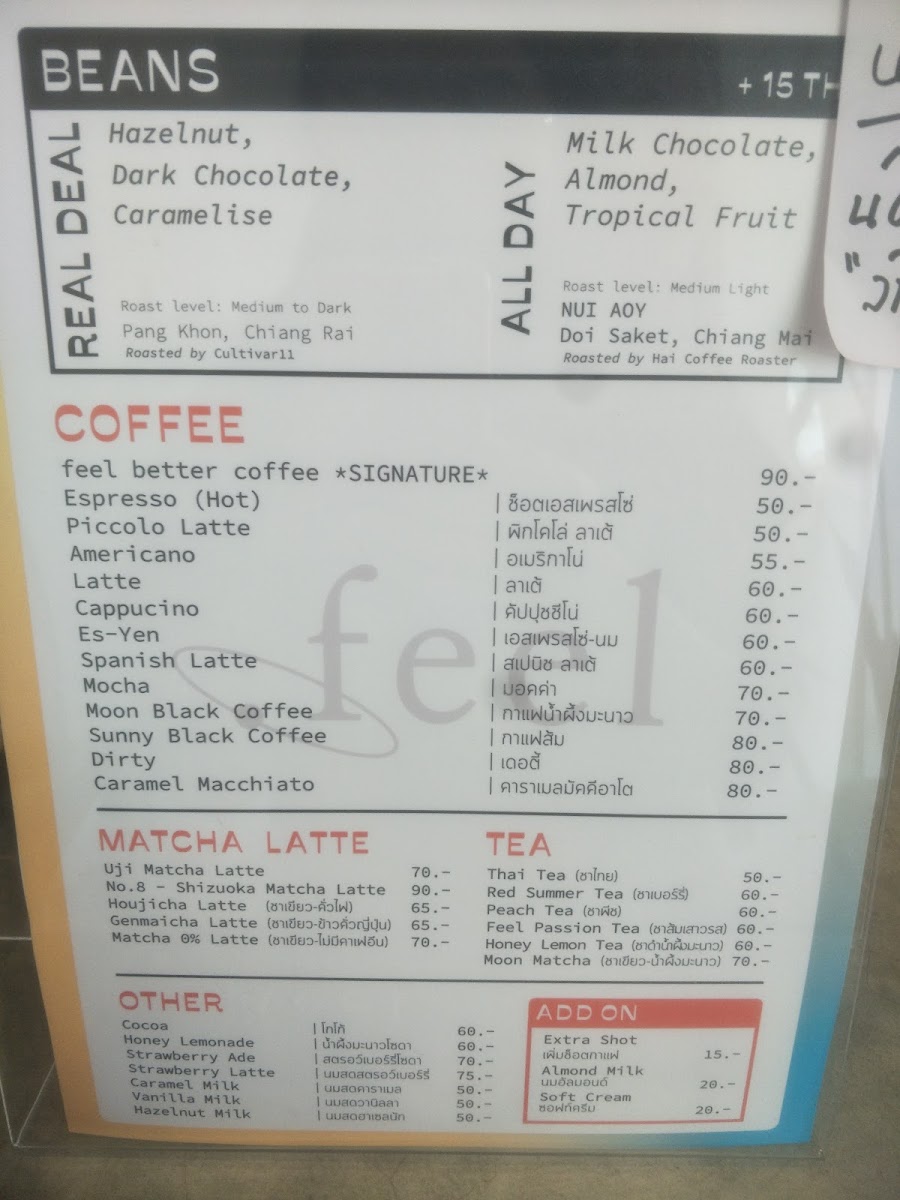 BEANS
+ 15 TH
REAL DEAL
Hazelnut,
Dark Chocolate,
Caramelise
Roast level: Medium to Dark
Pang Khon, Chiang Rai
Roasted by Cultivar11
ALL DAY
Milk Chocolate,
Almond,
Tropical Fruit
Roast level: Medium Light
NUI AOY
Doi Saket, Chiang Mai
Roasted by Hai Coffee Roaster
COFFEE
feel better coffee *SIGNATURE* 90.-
Espresso (Hot) | ช็อตเอสเพรสโซ่ 50.-
Piccolo Latte | พิกโคโล่ ลาเต้ 50.-
Americano | อเมริกาโน่ 55.-
Latte | ลาเต้ 60.-
Cappucino | คัปปุชชีโน่ 60.-
Es-Yen | เอสเพรสโซ่-นม 60.-
Spanish Latte | สเปนิช ลาเต้ 60.-
Mocha | มอคค่า 70.-
Moon Black Coffee | กาแฟน้ำผึ้งมะนาว 70.-
Sunny Black Coffee | กาแฟส้ม 80.-
Dirty | เดอตี้ 80.-
Caramel Macchiato | คาราเมลมัคคีอาโต 80.-
feel
MATCHA LATTE
Uji Matcha Latte 70.-
No.8 - Shizuoka Matcha Latte 90.-
Houjicha Latte (ชาเขียว-คั่วไฟ) 65.-
Genmaicha Latte (ชาเขียว-ข้าวคั่วญี่ปุ่น) 65.-
Matcha 0% Latte (ชาเขียว-ไม่มีคาเฟอีน) 70.-
TEA
Thai Tea (ชาไทย) 50.-
Red Summer Tea (ชาเบอร์รี่) 60.-
Peach Tea (ชาพีช) 60.-
Feel Passion Tea (ชาส้มเสาวรส) 60.-
Honey Lemon Tea (ชาดำน้ำผึ้งมะนาว) 60.-
Moon Matcha (ชาเขียว-น้ำผึ้งมะนาว) 70.-
OTHER
Cocoa | โกโก้ 60.-
Honey Lemonade | น้ำผึ้งมะนาวโซดา 60.-
Strawberry Ade | สตรอว์เบอร์รี่โซดา 70.-
Strawberry Latte | นมสดสตรอว์เบอร์รี่ 75.-
Caramel Milk | นมสดคาราเมล 50.-
Vanilla Milk | นมสดวานิลลา 50.-
Hazelnut Milk | นมสดฮาเซลนัท 50.-
ADD ON
Extra Shot
เพิ่มช็อตกาแฟ 15.-
Almond Milk
นมอัลมอนด์ 20.-
Soft Cream
ซอฟท์ครีม 20.-